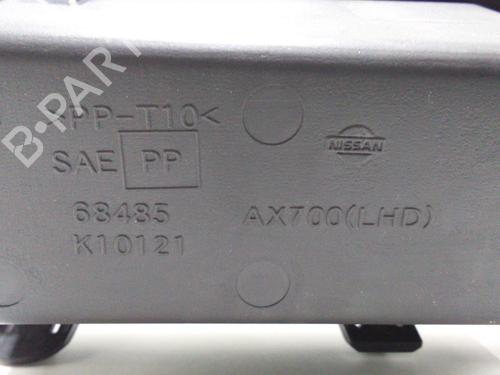 B-PARTS
>PP-T10<
SAE PP
NISSAN
68485 AX700(LHD)
K10121